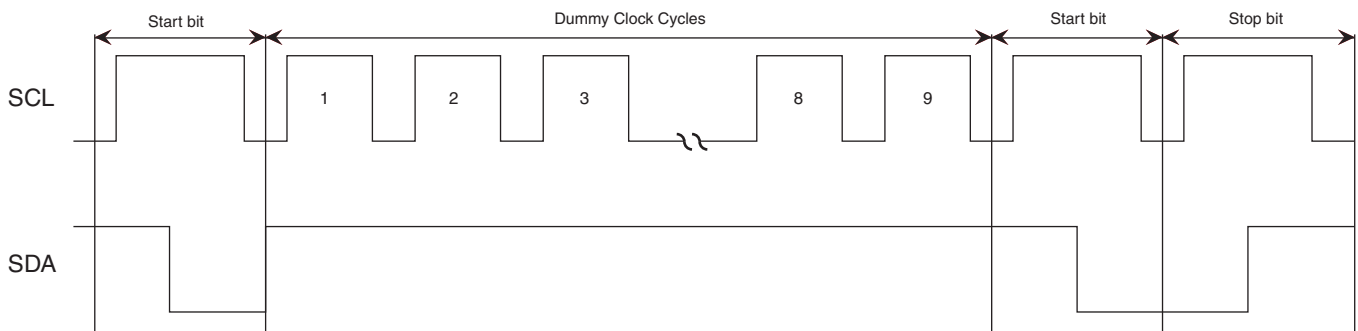 Start bit
Dummy Clock Cycles
Start bit
Stop bit
SCL
1
2
3
8
9
SDA